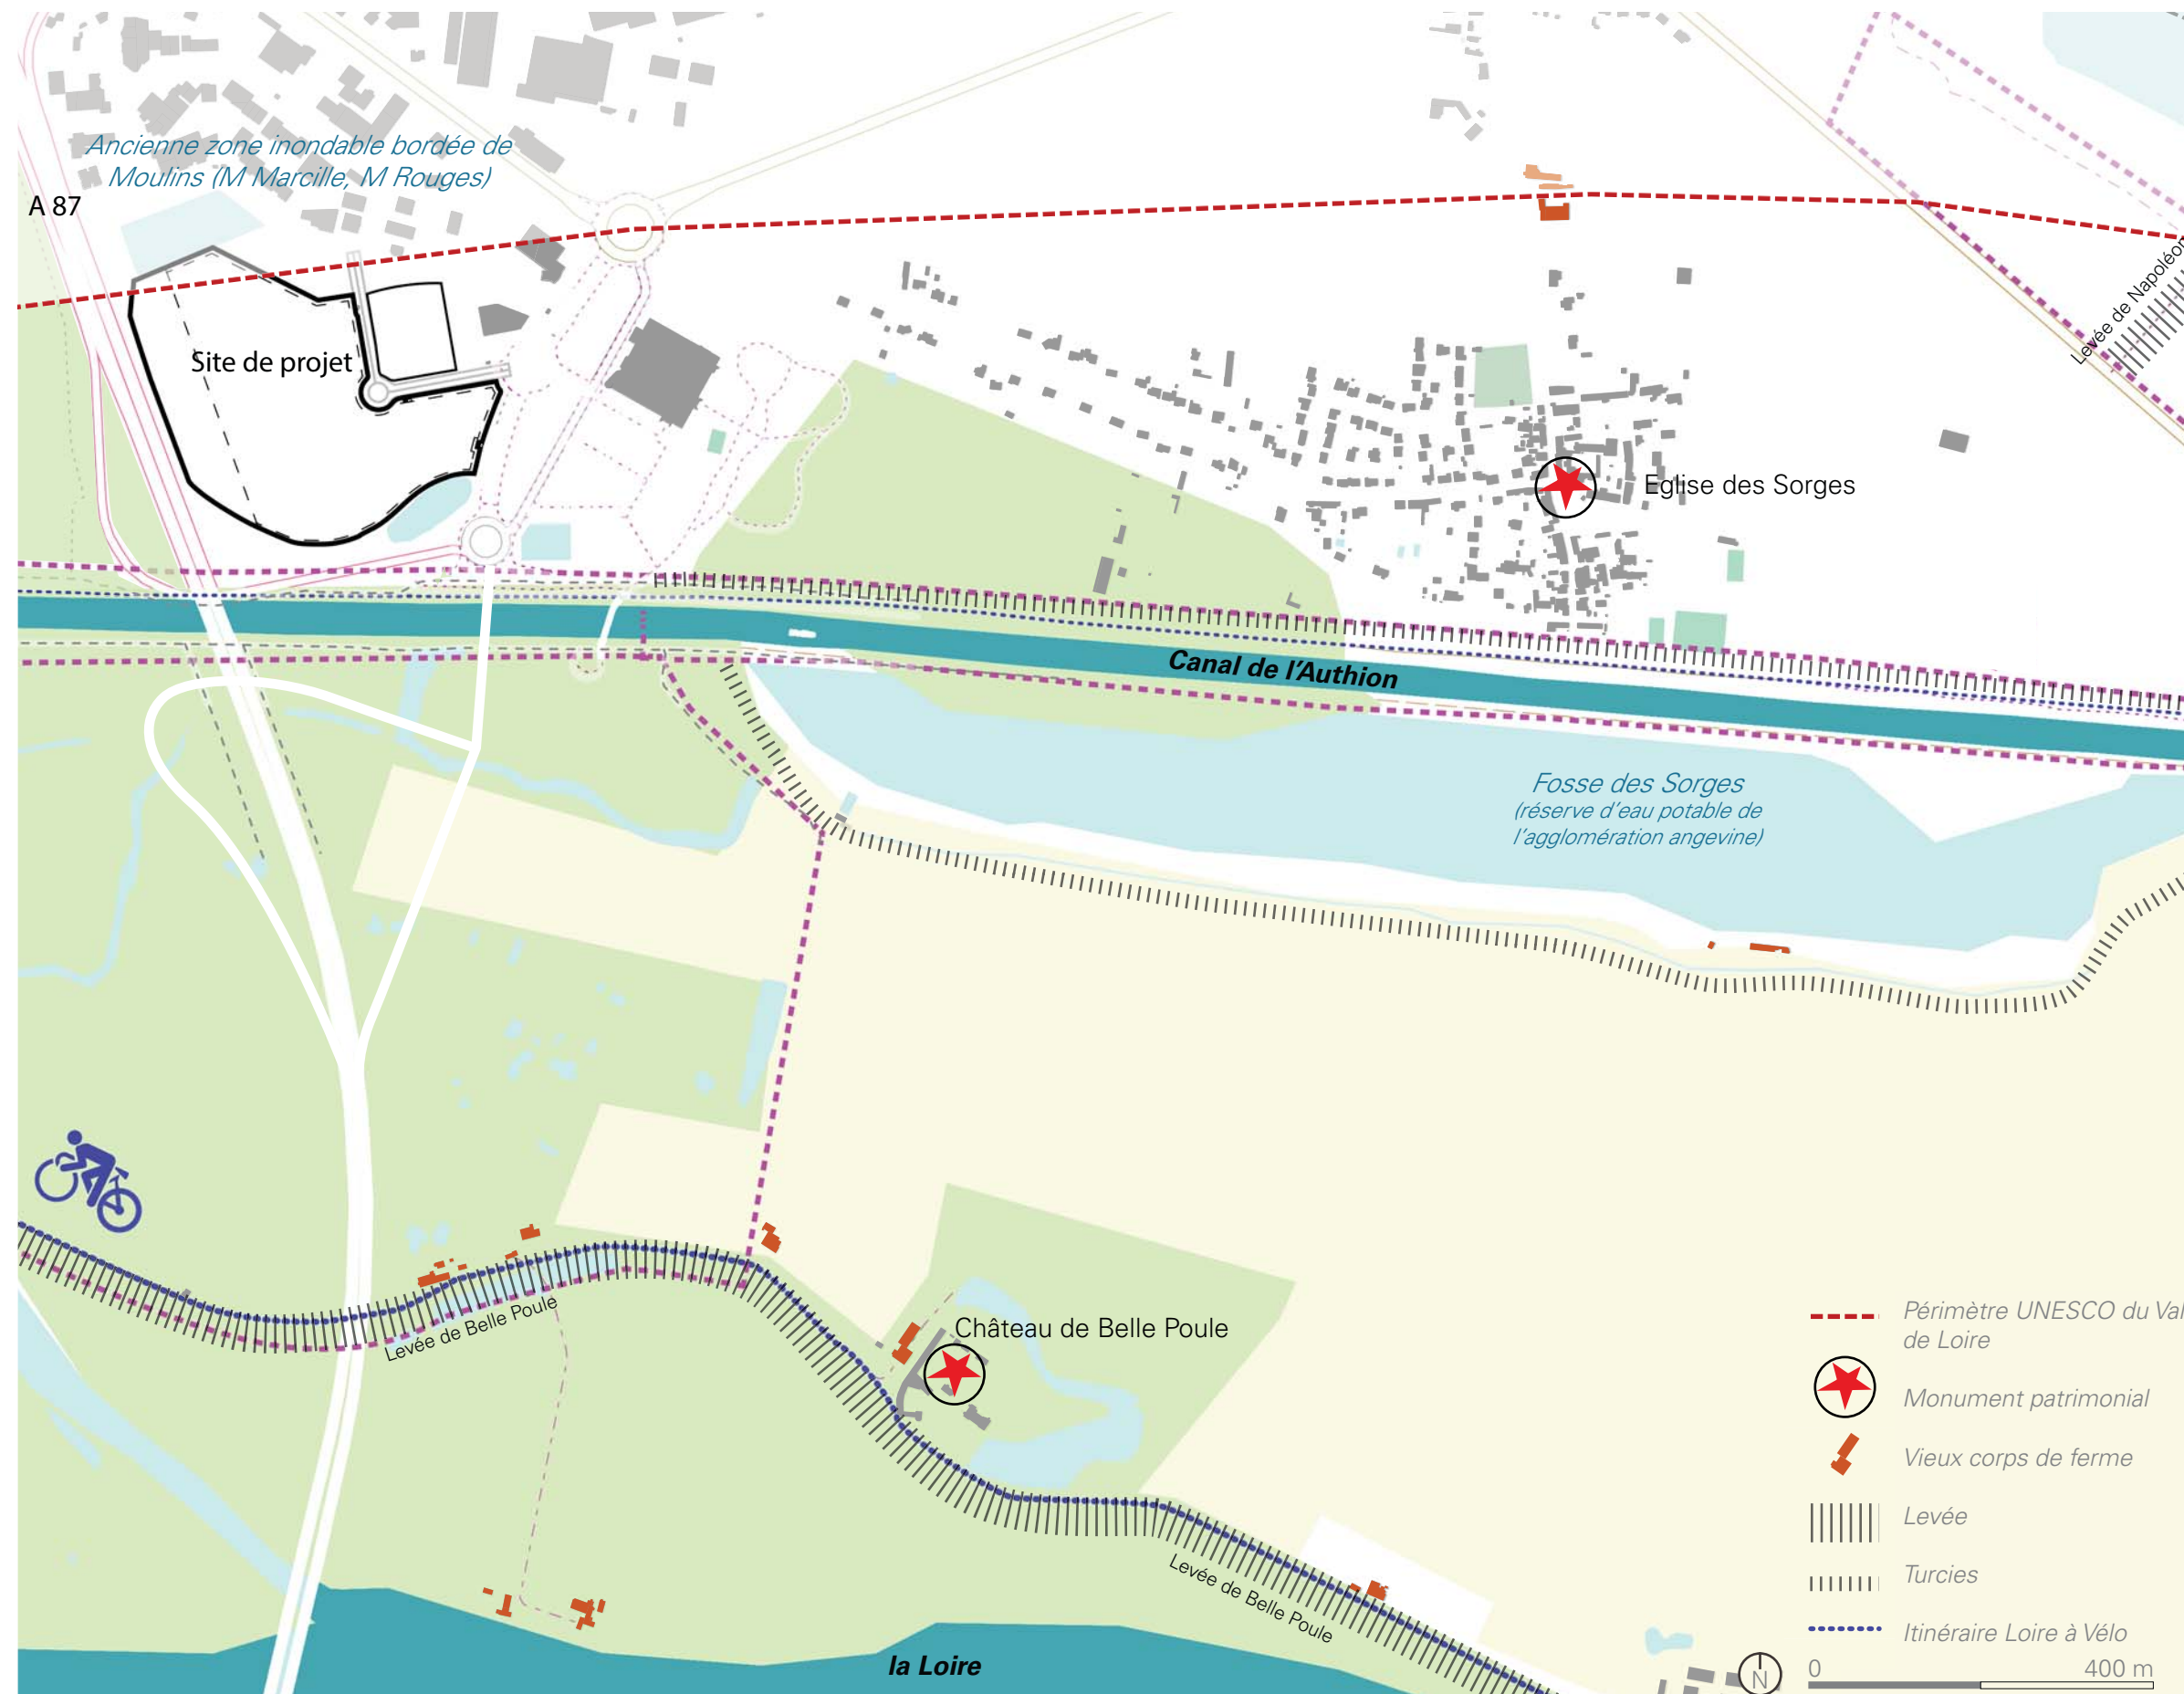 Ancienne zone inondable bordée de
Moulins (M Marcille, M Rouges)
A 87
Site de projet
Levée de Napoléon
Eglise des Sorges
Canal de l'Authion
Fosse des Sorges
(réserve d'eau potable de
l'agglomération angevine)
Levée de Belle Poule
Château de Belle Poule
Levée de Belle Poule
la Loire
Périmètre UNESCO du Val
de Loire
Monument patrimonial
Vieux corps de ferme
Levée
Turcies
Itinéraire Loire à Vélo
N
0 400 m